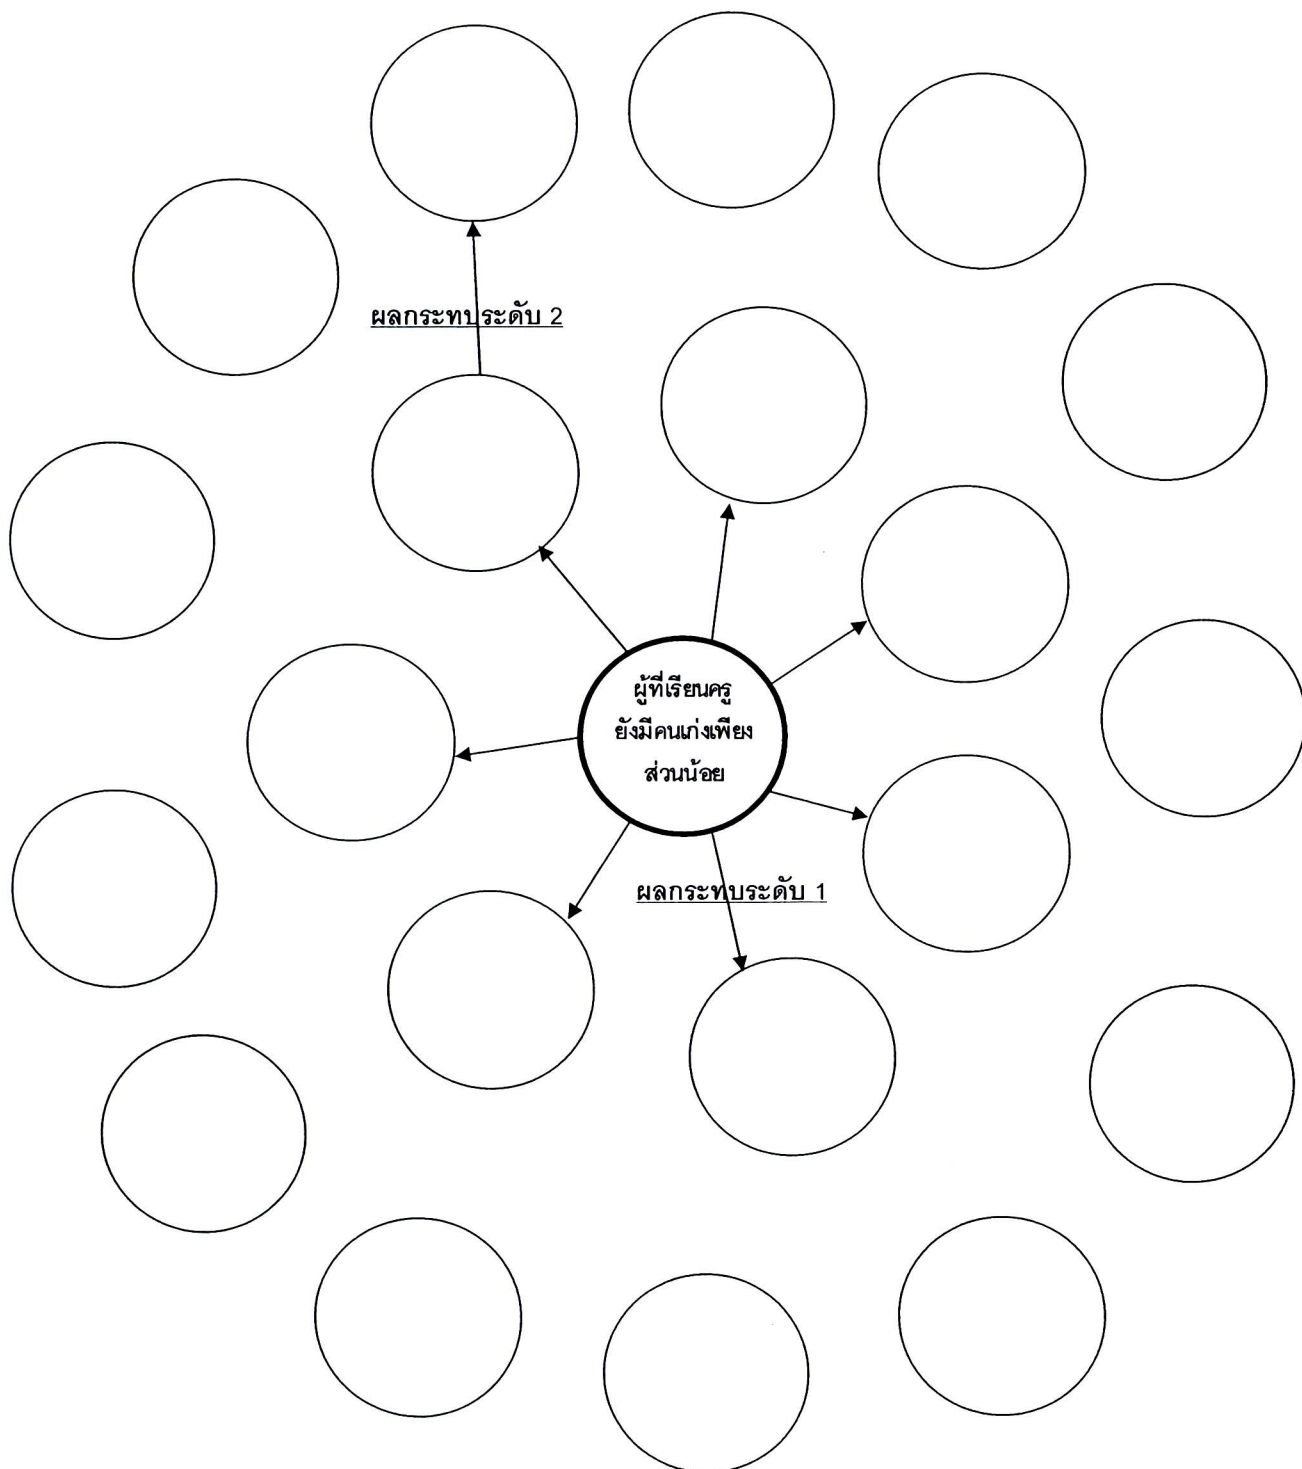 ผลกระทบระดับ 2
ผู้ที่เรียนครู
ยังมีคนเก่งเพียง
ส่วนน้อย
ผลกระทบระดับ 1